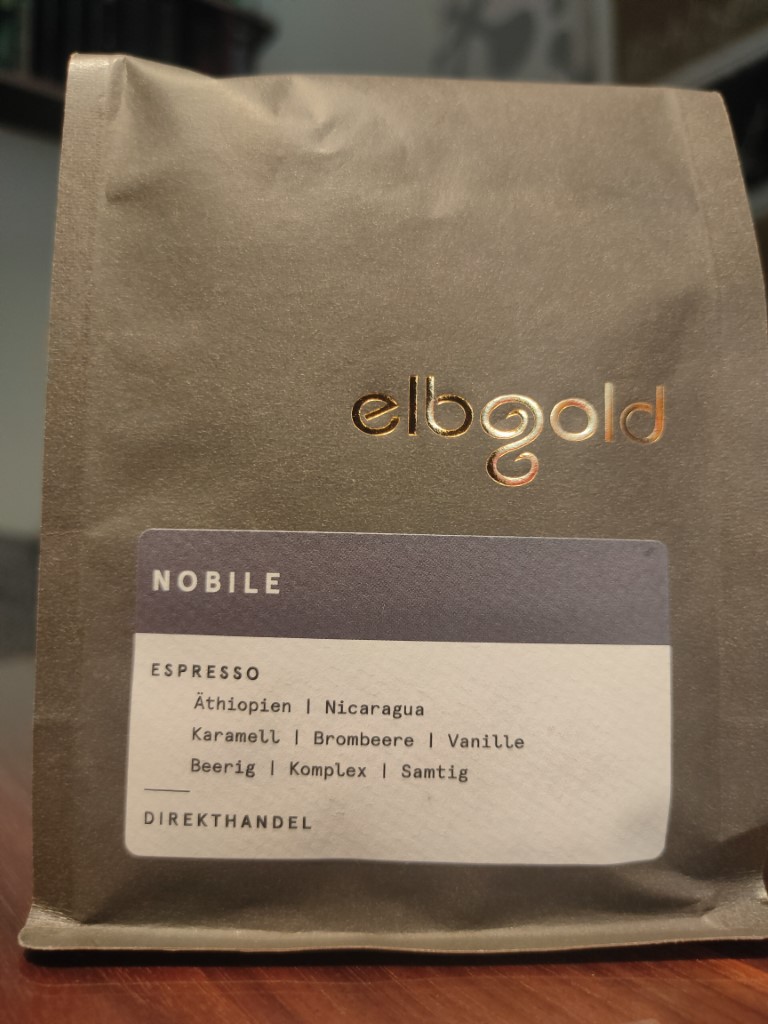 elbgold
NOBILE
ESPRESSO
Äthiopien | Nicaragua
Karamell | Brombeere | Vanille
Beerig | Komplex | Samtig
DIREKTHANDEL